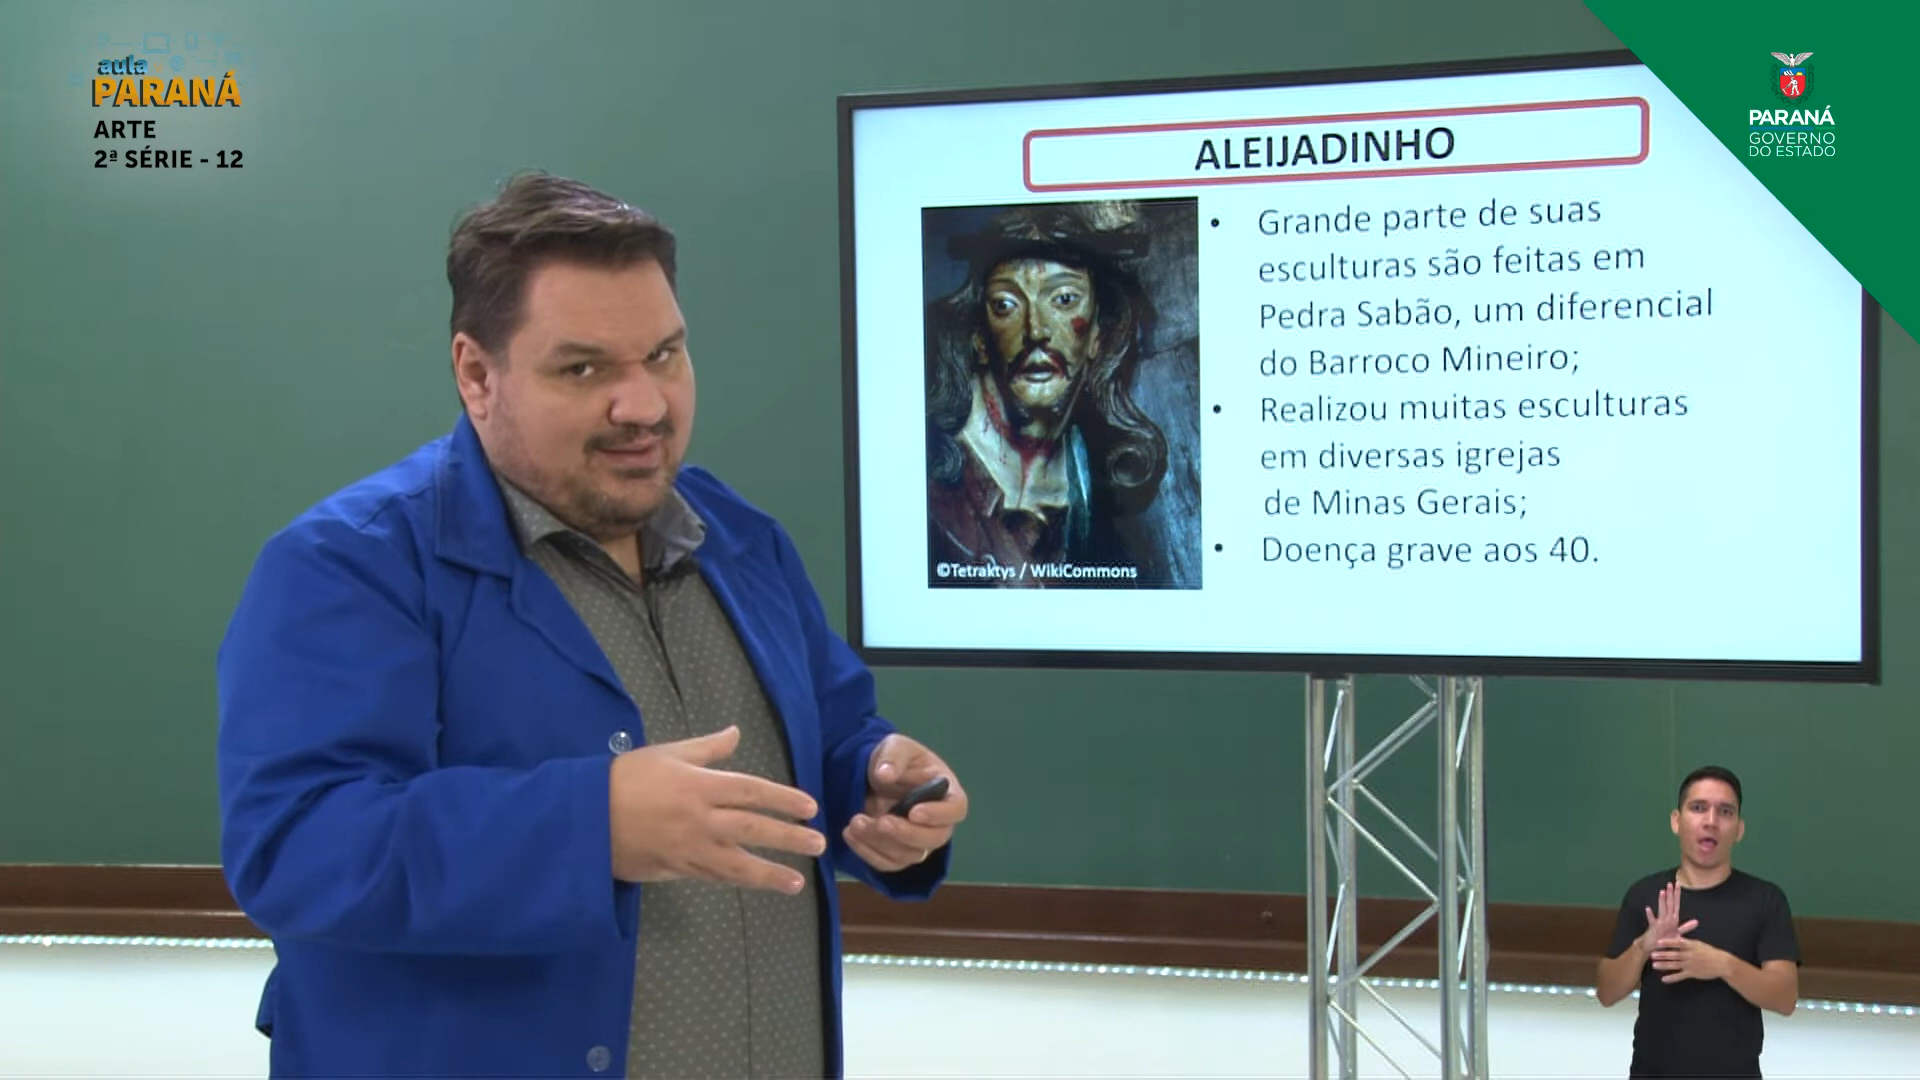 aula
PARANÁ
ARTE
2ª SÉRIE - 12
PARANÁ
GOVERNO
DO ESTADO
ALEIJADINHO
• Grande parte de suas
esculturas são feitas em
Pedra Sabão, um diferencial
do Barroco Mineiro;
• Realizou muitas esculturas
em diversas igrejas
de Minas Gerais;
• Doença grave aos 40.
©Tetraktys / WikiCommons